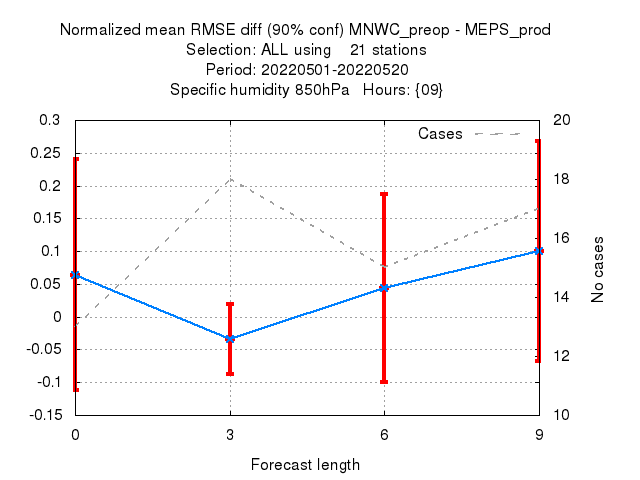 Normalized mean RMSE diff (90% conf) MNWC_preop - MEPS_prod
Selection: ALL using    21 stations
Period: 20220501-20220520
Specific humidity 850hPa   Hours: {09}
0.3
0.25
0.2
0.15
0.1
0.05
0
-0.05
-0.1
-0.15
Cases
20
18
16
14
12
10
No cases
0 3 6 9
Forecast length